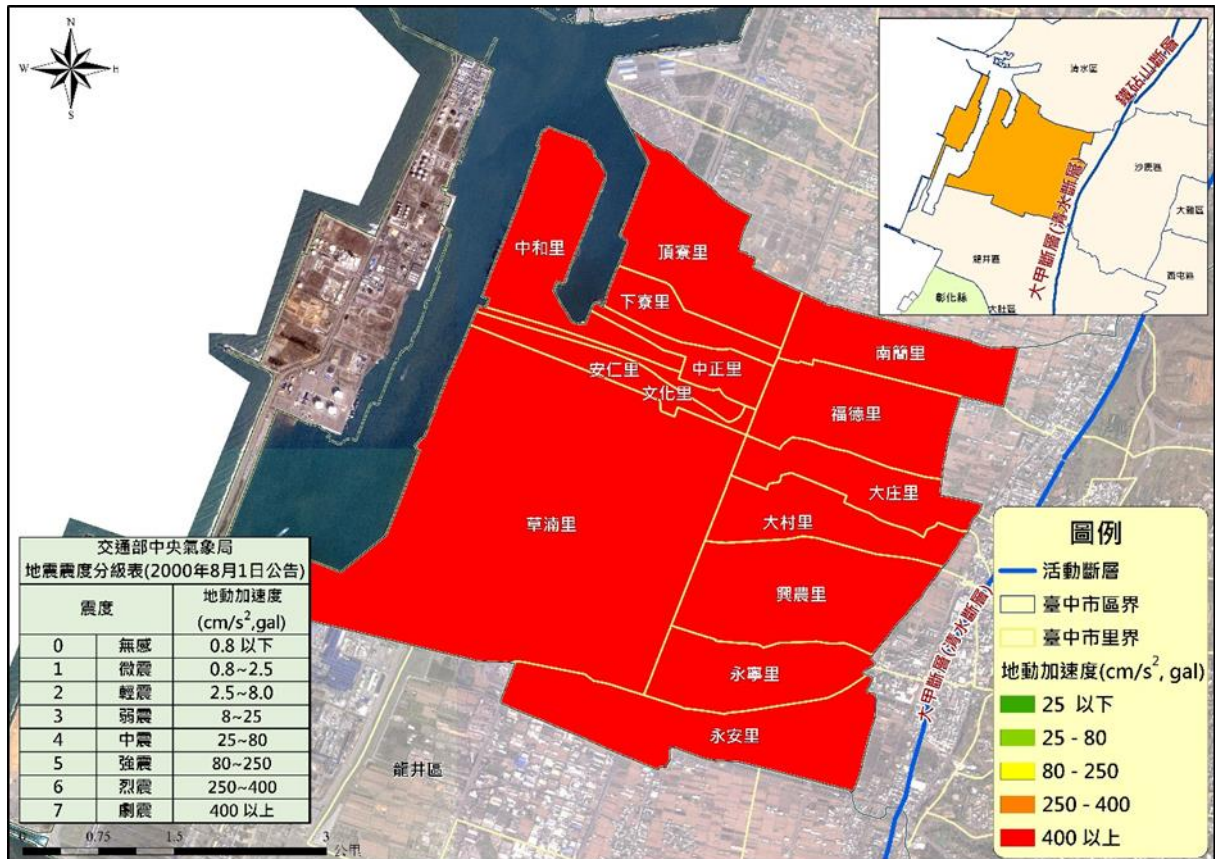 N
W
E
S
中和里
頂寮里
下寮里
南簡里
中正里
安仁里
文化里
福德里
大庄里
草湳里
大村里
興農里
永寧里
永安里
龍井區
大甲斷層(清水斷層)
清水區
鐵砧山斷層
沙鹿區
大雅區
大甲斷層(清水斷層)
龍井區
西屯區
彰化縣
大肚區
交通部中央氣象局
地震震度分級表(2000年8月1日公告)
震度 地動加速度
(cm/s²,gal)
0 無感 0.8 以下
1 微震 0.8~2.5
2 輕震 2.5~8.0
3 弱震 8~25
4 中震 25~80
5 強震 80~250
6 烈震 250~400
7 劇震 400 以上
0 0.75 1.5 3
公里
圖例
活動斷層
臺中市區界
臺中市里界
地動加速度(cm/s², gal)
25 以下
25 - 80
80 - 250
250 - 400
400 以上